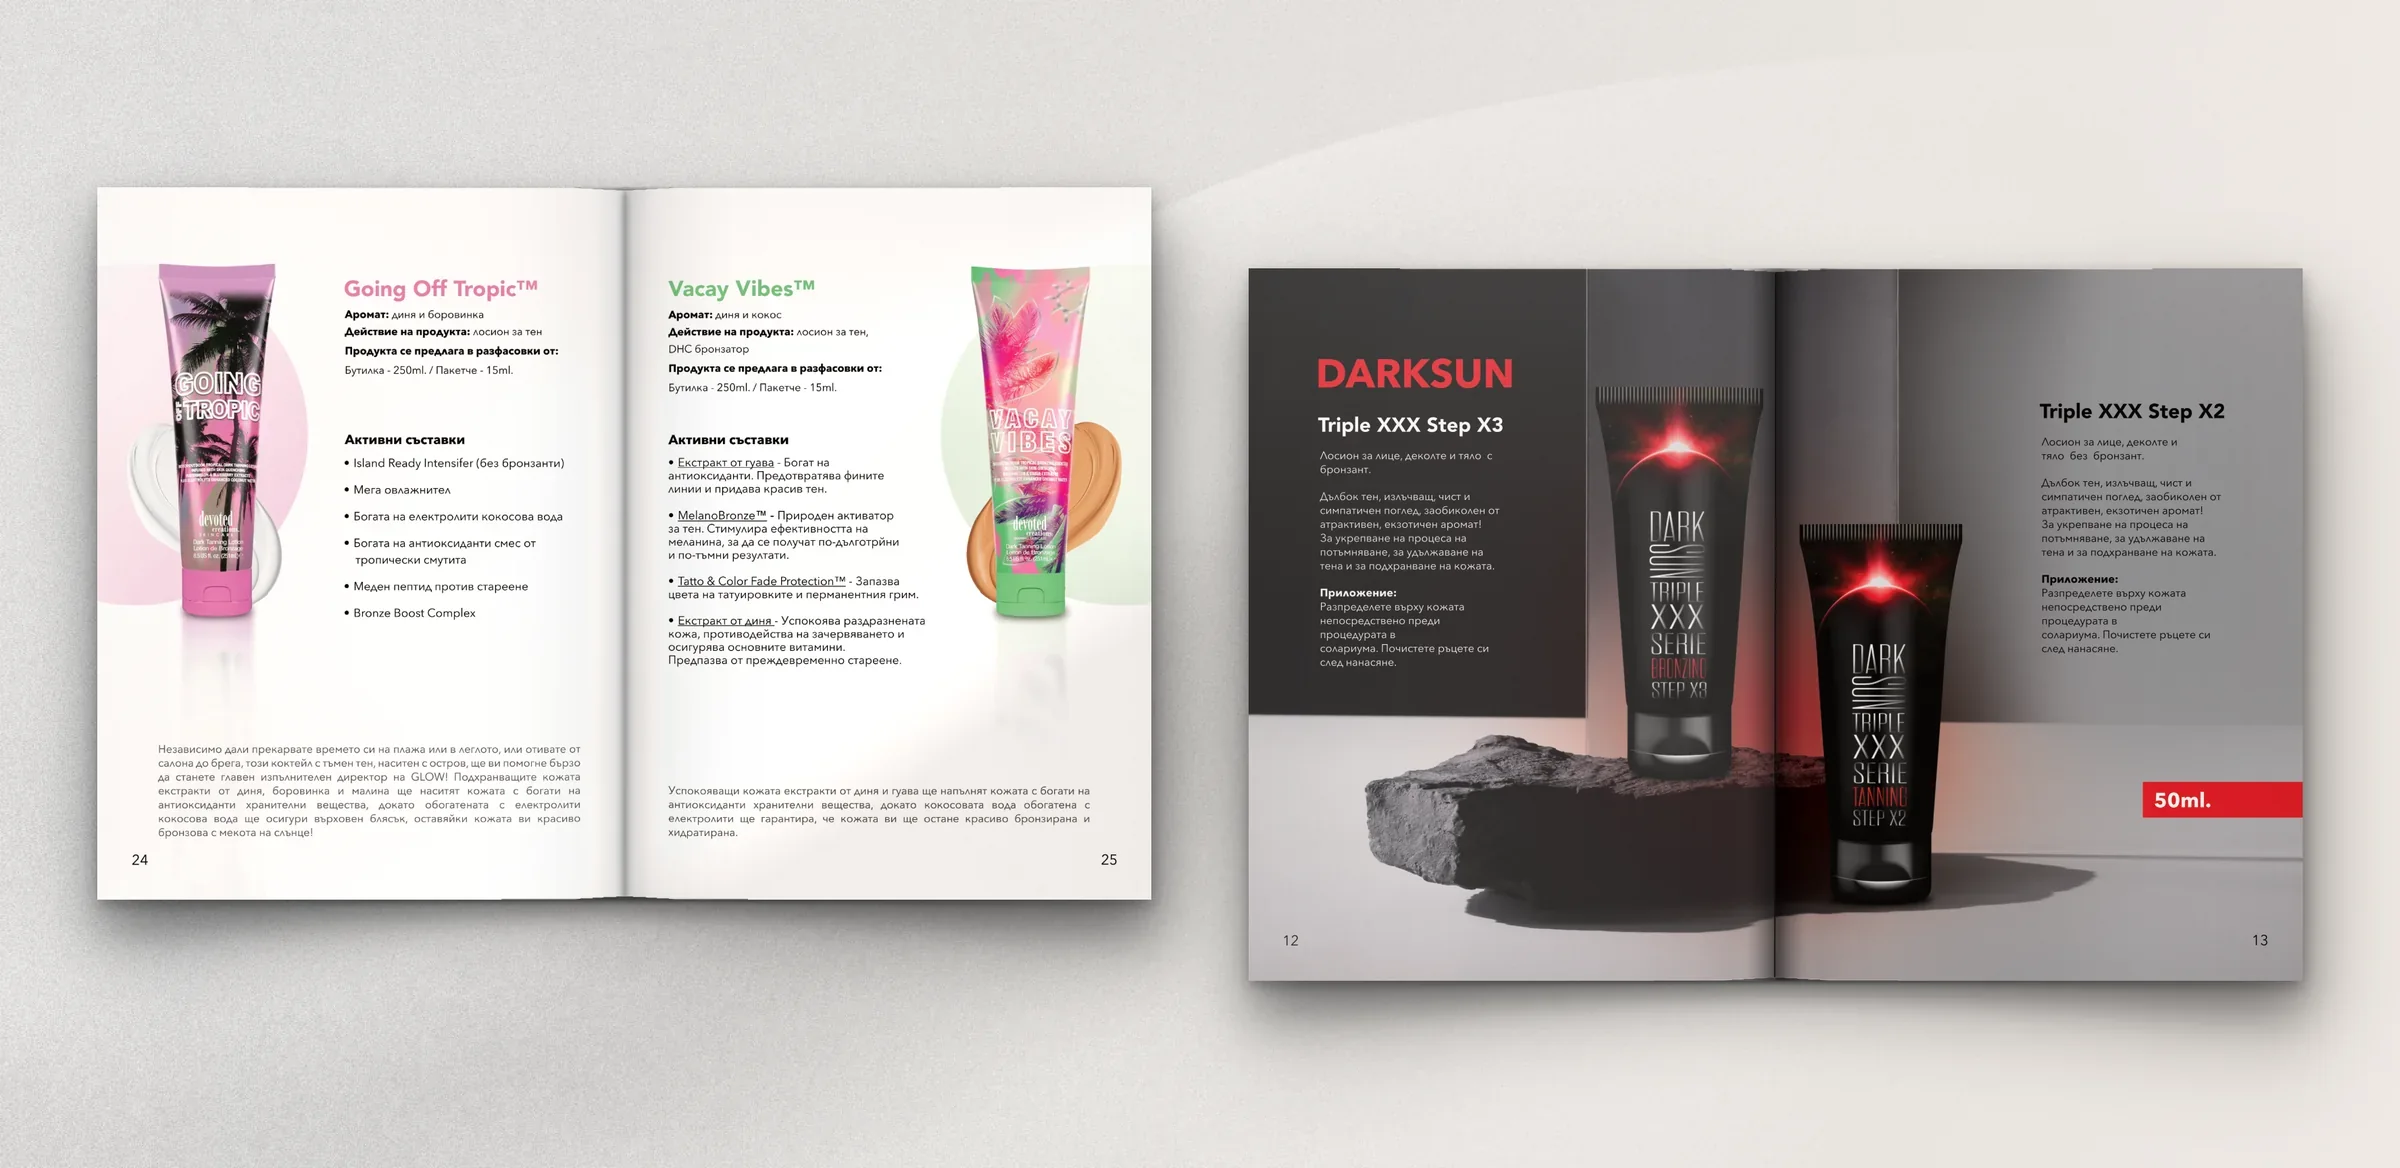 Going Off Tropic™
Аромат: диня и боровинка
Действие на продукта: лосион за тен
Продукта се предлага в разфасовки от:
Бутилка - 250ml. / Пакетче - 15ml.
Активни съставки
• Island Ready Intensifer (без бронзанти)
• Мега овлажнител
• Богата на електролити кокосова вода
• Богата на антиоксиданти смес от
тропически смутита
• Меден пептид против стареене
• Bronze Boost Complex
GOING
OFF TROPIC
devoted
creations
SKINCARE
Dark Tanning Lotion
Независимо дали прекарвате времето си на плажа или в леглото, или отивате от
салона до брега, този коктейл с тъмен тен, наситен с остров, ще ви помогне бързо
да станете главен изпълнителен директор на GLOW! Подхранващите кожата
екстракти от диня, боровинка и малина ще наситят кожата с богати на
антиоксиданти хранителни вещества, докато обогатената с електролити
кокосова вода ще осигури върховен блясък, оставяйки кожата ви красиво
бронзова с мекота на слънце!
24
Vacay Vibes™
Аромат: диня и кокос
Действие на продукта: лосион за тен,
DHC бронзатор
Продукта се предлага в разфасовки от:
Бутилка - 250ml. / Пакетче - 15ml.
Активни съставки
• Екстракт от гуава - Богат на
антиоксиданти. Предотвратява фините
линии и придава красив тен.
• MelanoBronze™ - Природен активатор
за тен. Стимулира ефективността на
меланина, за да се получат по-дълготрйни
и по-тъмни резултати.
• Tatto & Color Fade Protection™ - Запазва
цвета на татуировките и перманентния грим.
• Екстракт от диня - Успокоява раздразнената
кожа, противодейства на зачервяването и
осигурява основните витамини.
Предпазва от преждевременно стареене.
VACAY
VIBES
devoted
creations
Dark Tanning Lotion
Успокояващи кожата екстракти от диня и гуава ще напълнят кожата с богати на
антиоксиданти хранителни вещества, докато кокосовата вода обогатена с
електролити ще гарантира, че кожата ви ще остане красиво бронзирана и
хидратирана.
25
DARKSUN
Triple XXX Step X3
Лосион за лице, деколте и тяло с
бронзант.
Дълбок тен, излъчващ, чист и
симпатичен поглед, заобиколен от
атрактивен, екзотичен аромат!
За укрепване на процеса на
потъмняване, за удължаване на
тена и за подхранване на кожата.
Приложение:
Разпределете върху кожата
непосредствено преди
процедурата в
солариума. Почистете ръцете си
след нанасяне.
DARK
SUN
TRIPLE
XXX
SERIE
BRONZING
STEP X3
12
DARK
SUN
TRIPLE
XXX
SERIE
TANNING
STEP X2
Triple XXX Step X2
Лосион за лице, деколте и
тяло без бронзант.
Дълбок тен, излъчващ, чист и
симпатичен поглед, заобиколен от
атрактивен, екзотичен аромат!
За укрепване на процеса на
потъмняване, за удължаване на
тена и за подхранване на кожата.
Приложение:
Разпределете върху кожата
непосредствено преди
процедурата в
солариума. Почистете ръцете си
след нанасяне.
50ml.
13